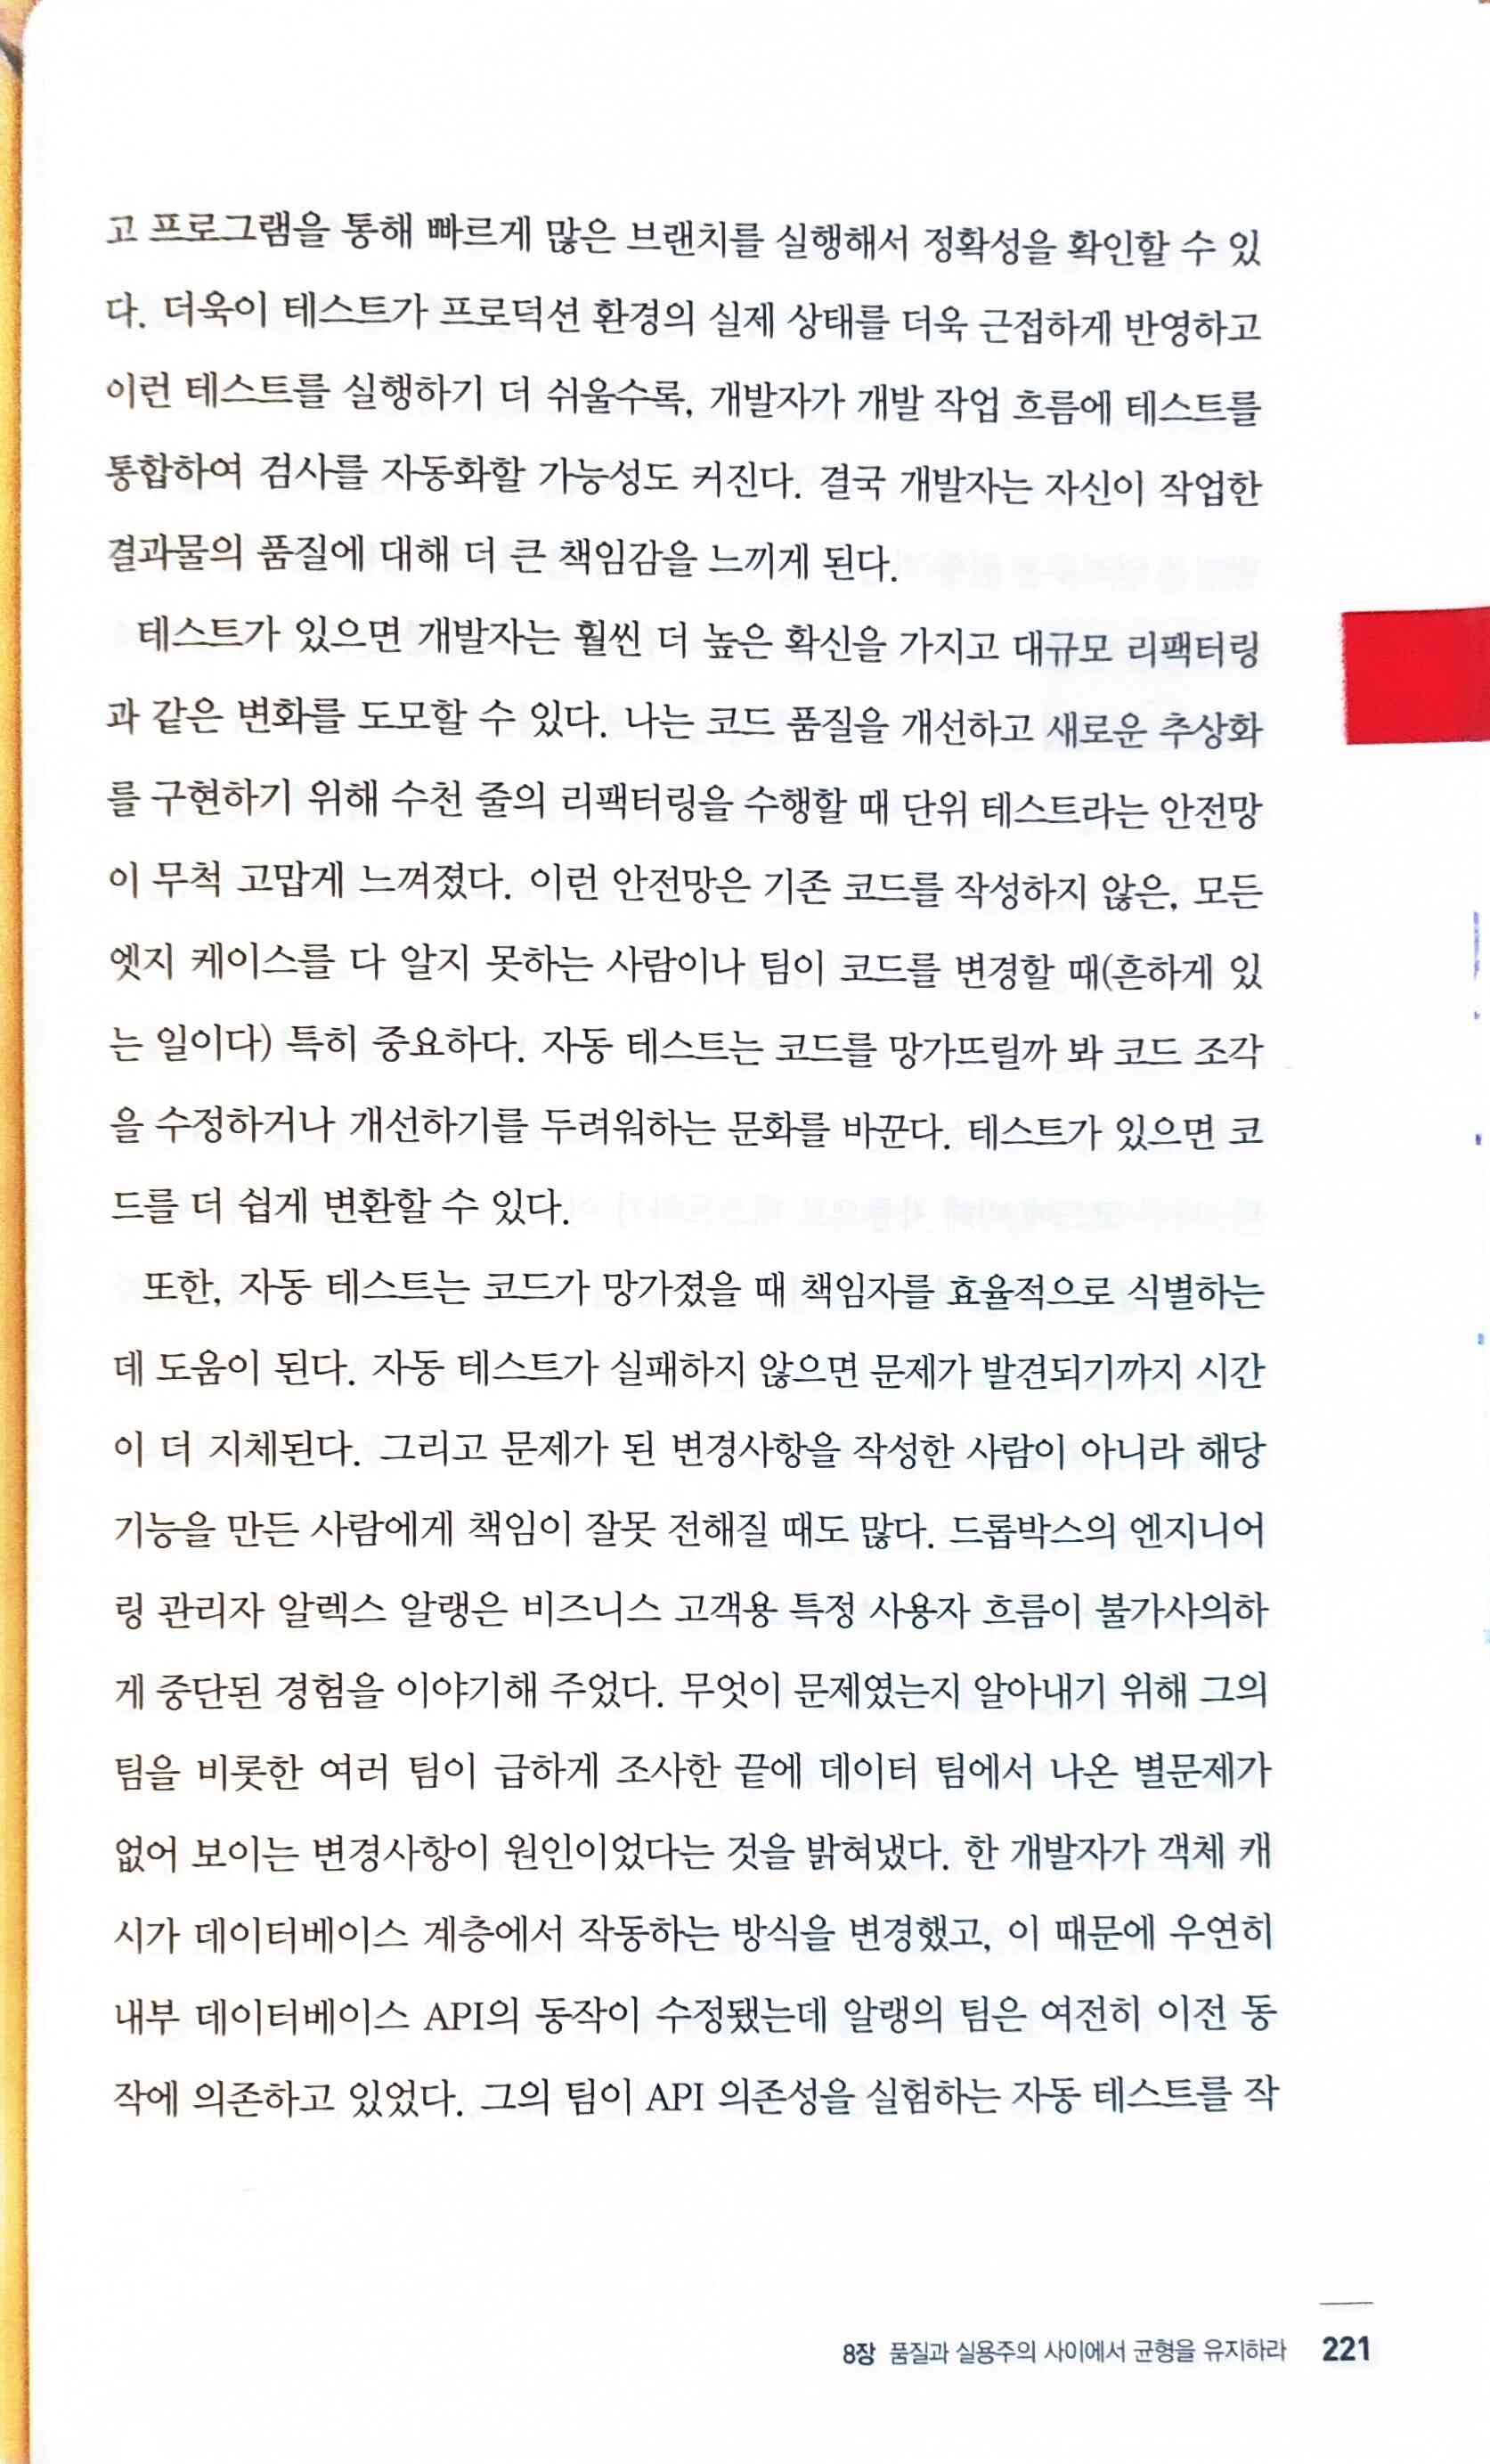 고 프로그램을 통해 빠르게 많은 브랜치를 실행해서 정확성을 확인할 수 있
다. 더욱이 테스트가 프로덕션 환경의 실제 상태를 더욱 근접하게 반영하고
이런 테스트를 실행하기 더 쉬울수록, 개발자가 개발 작업 흐름에 테스트를
통합하여 검사를 자동화할 가능성도 커진다. 결국 개발자는 자신이 작업한
결과물의 품질에 대해 더 큰 책임감을 느끼게 된다.
테스트가 있으면 개발자는 훨씬 더 높은 확신을 가지고 대규모 리팩터링
과 같은 변화를 도모할 수 있다. 나는 코드 품질을 개선하고 새로운 추상화
를 구현하기 위해 수천 줄의 리팩터링을 수행할 때 단위 테스트라는 안전망
이 무척 고맙게 느껴졌다. 이런 안전망은 기존 코드를 작성하지 않은, 모든
엣지 케이스를 다 알지 못하는 사람이나 팀이 코드를 변경할 때(흔하게 있
는 일이다) 특히 중요하다. 자동 테스트는 코드를 망가뜨릴까 봐 코드 조각
을 수정하거나 개선하기를 두려워하는 문화를 바꾼다. 테스트가 있으면 코
드를 더 쉽게 변환할 수 있다.
또한, 자동 테스트는 코드가 망가졌을 때 책임자를 효율적으로 식별하는
데 도움이 된다. 자동 테스트가 실패하지 않으면 문제가 발견되기까지 시간
이 더 지체된다. 그리고 문제가 된 변경사항을 작성한 사람이 아니라 해당
기능을 만든 사람에게 책임이 잘못 전해질 때도 많다. 드롭박스의 엔지니어
링 관리자 알렉스 알랭은 비즈니스 고객용 특정 사용자 흐름이 불가사의하
게 중단된 경험을 이야기해 주었다. 무엇이 문제였는지 알아내기 위해 그의
팀을 비롯한 여러 팀이 급하게 조사한 끝에 데이터 팀에서 나온 별문제가
없어 보이는 변경사항이 원인이었다는 것을 밝혀냈다. 한 개발자가 객체 캐
시가 데이터베이스 계층에서 작동하는 방식을 변경했고, 이 때문에 우연히
내부 데이터베이스 API의 동작이 수정됐는데 알랭의 팀은 여전히 이전 동
작에 의존하고 있었다. 그의 팀이 API 의존성을 실험하는 자동 테스트를 작
8장 품질과 실용주의 사이에서 균형을 유지하라 221